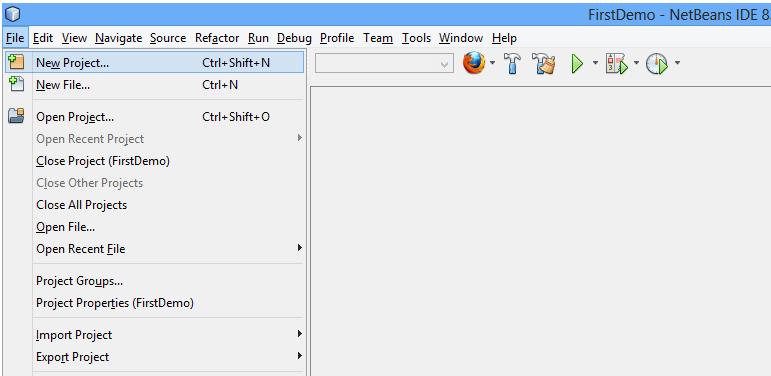 FirstDemo - NetBeans IDE 8.
File Edit View Navigate Source Refactor Run Debug Profile Team Tools Window Help
New Project... Ctrl+Shift+N
New File... Ctrl+N
Open Project... Ctrl+Shift+O
Open Recent Project
Close Project (FirstDemo)
Close Other Projects
Close All Projects
Open File...
Open Recent File
Project Groups...
Project Properties (FirstDemo)
Import Project
Export Project